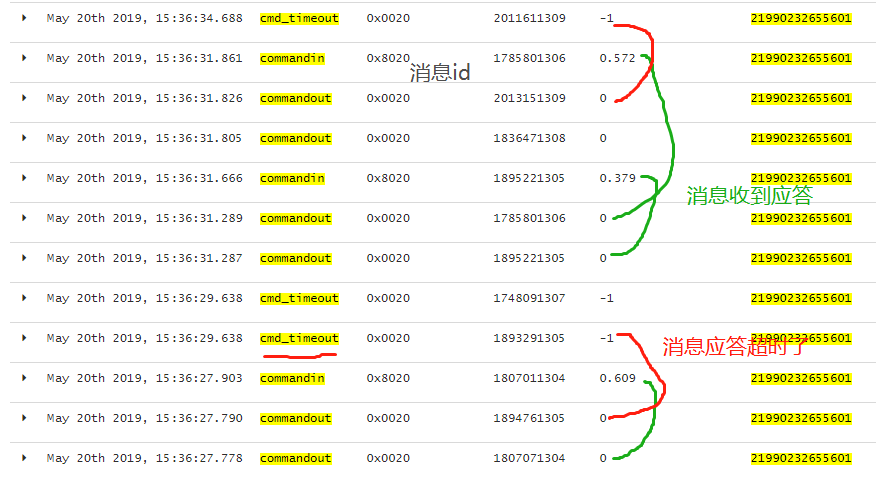 May 20th 2019, 15:36:34.688 cmd_timeout 0x0020 2011611309 -1 21990232655601
May 20th 2019, 15:36:31.861 commandin 0x8020 1785801306 0.572 21990232655601
消息id
May 20th 2019, 15:36:31.826 commandout 0x0020 2013151309 0 21990232655601
May 20th 2019, 15:36:31.805 commandout 0x0020 1836471308 0 21990232655601
May 20th 2019, 15:36:31.666 commandin 0x8020 1895221305 0.379 21990232655601
消息收到应答
May 20th 2019, 15:36:31.289 commandout 0x0020 1785801306 0 21990232655601
May 20th 2019, 15:36:31.287 commandout 0x0020 1895221305 0 21990232655601
May 20th 2019, 15:36:29.638 cmd_timeout 0x0020 1748091307 -1 21990232655601
May 20th 2019, 15:36:29.638 cmd_timeout 0x0020 1893291305 -1 21990232655601
消息应答超时了
May 20th 2019, 15:36:27.903 commandin 0x8020 1807011304 0.609 21990232655601
May 20th 2019, 15:36:27.790 commandout 0x0020 1894761305 0 21990232655601
May 20th 2019, 15:36:27.778 commandout 0x0020 1807071304 0 21990232655601